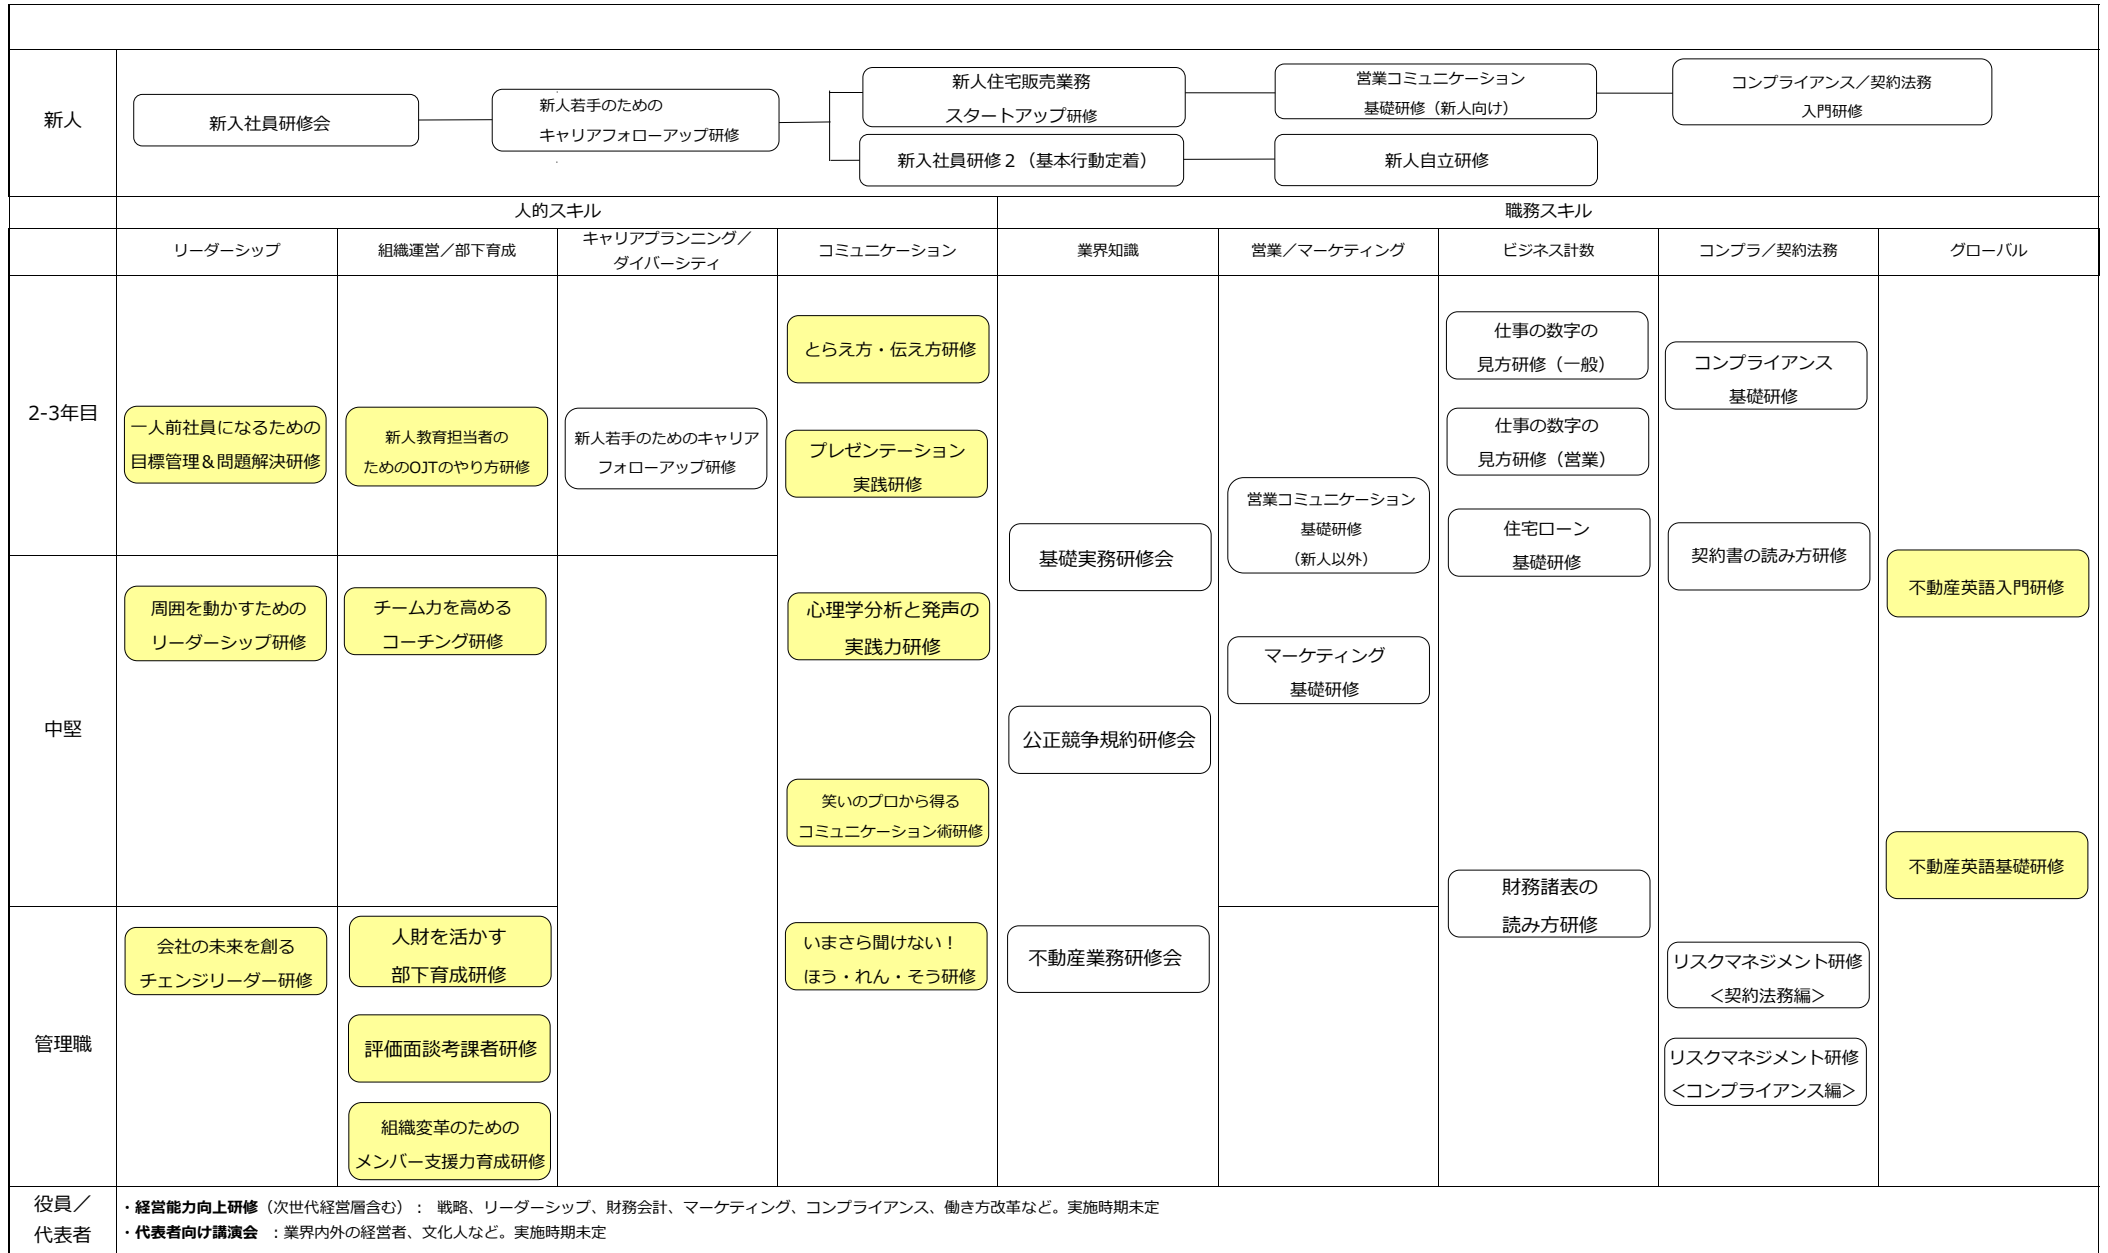 新人
新入社員研修会
新人若手のための
キャリアフォローアップ研修
新人住宅販売業務
スタートアップ研修
営業コミュニケーション
基礎研修（新人向け）
コンプライアンス／契約法務
入門研修
新入社員研修２（基本行動定着）
新人自立研修
人的スキル
職務スキル
リーダーシップ
組織運営／部下育成
キャリアプランニング／
ダイバーシティ
コミュニケーション
業界知識
営業／マーケティング
ビジネス計数
コンプラ／契約法務
グローバル
2-3年目
一人前社員になるための
目標管理＆問題解決研修
新人教育担当者の
ためのOJTのやり方研修
新人若手のためのキャリア
フォローアップ研修
とらえ方・伝え方研修
プレゼンテーション
実践研修
基礎実務研修会
営業コミュニケーション
基礎研修
（新人以外）
仕事の数字の
見方研修（一般）
仕事の数字の
見方研修（営業）
住宅ローン
基礎研修
コンプライアンス
基礎研修
契約書の読み方研修
不動産英語入門研修
中堅
周囲を動かすための
リーダーシップ研修
チーム力を高める
コーチング研修
心理学分析と発声の
実践力研修
笑いのプロから得る
コミュニケーション術研修
公正競争規約研修会
マーケティング
基礎研修
財務諸表の
読み方研修
不動産英語基礎研修
管理職
会社の未来を創る
チェンジリーダー研修
人財を活かす
部下育成研修
評価面談考課者研修
組織変革のための
メンバー支援力育成研修
いまさら聞けない！
ほう・れん・そう研修
不動産業務研修会
リスクマネジメント研修
＜契約法務編＞
リスクマネジメント研修
＜コンプライアンス編＞
役員／
代表者
・経営能力向上研修（次世代経営層含む）： 戦略、リーダーシップ、財務会計、マーケティング、コンプライアンス、働き方改革など。実施時期未定
・代表者向け講演会 ：業界内外の経営者、文化人など。実施時期未定